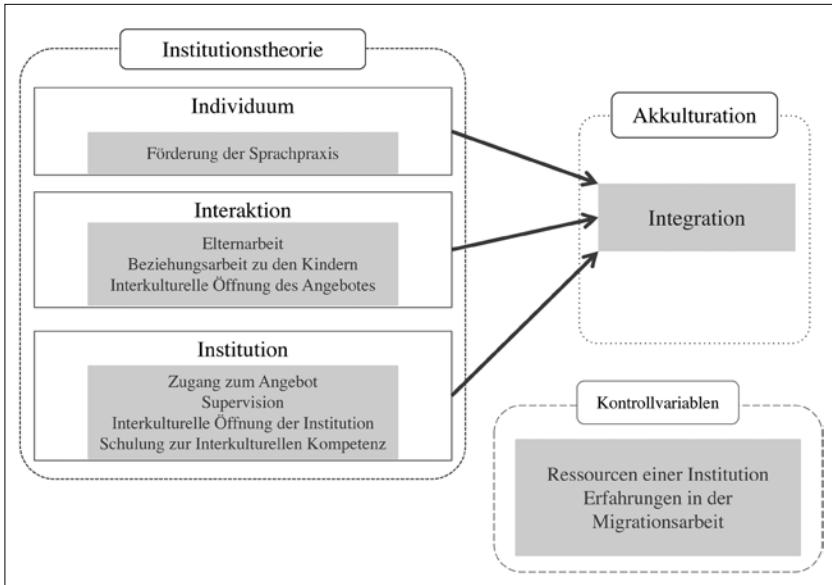 Institutionstheorie
Individuum
Förderung der Sprachpraxis
Interaktion
Elternarbeit
Beziehungsarbeit zu den Kindern
Interkulturelle Öffnung des Angebotes
Institution
Zugang zum Angebot
Supervision
Interkulturelle Öffnung der Institution
Schulung zur Interkulturellen Kompetenz
Akkulturation
Integration
Kontrollvariablen
Ressourcen einer Institution
Erfahrungen in der
Migrationsarbeit